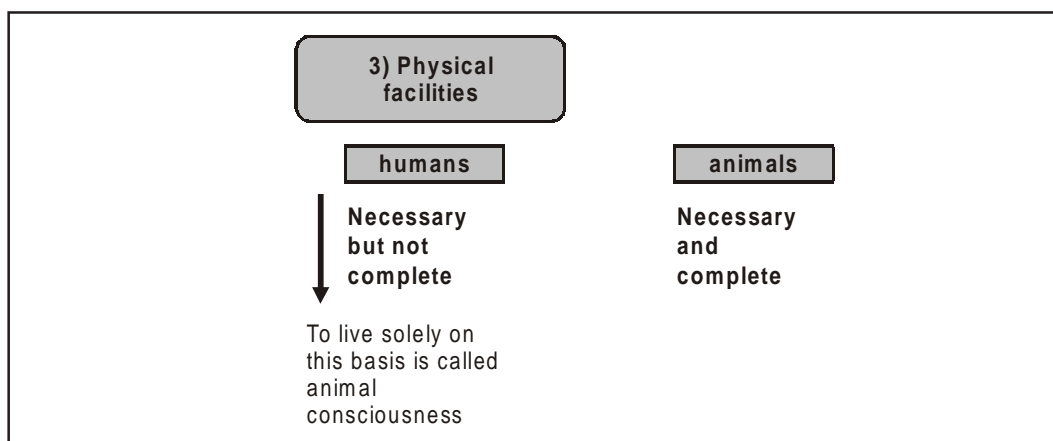 3) Physical
facilities
humans
animals
Necessary
but not
complete
Necessary
and
complete
To live solely on
this basis is called
animal
consciousness